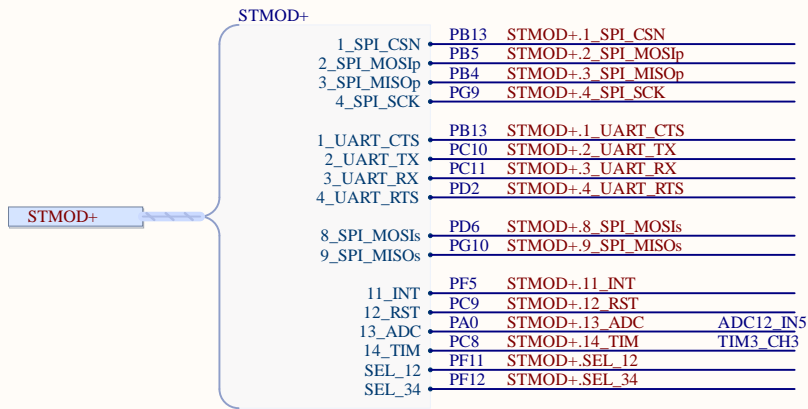 STMOD+
1_SPI_CSN PB13 STMOD+.1_SPI_CSN
2_SPI_MOSIp PB5 STMOD+.2_SPI_MOSIp
3_SPI_MISOp PB4 STMOD+.3_SPI_MISOp
4_SPI_SCK PG9 STMOD+.4_SPI_SCK
1_UART_CTS PB13 STMOD+.1_UART_CTS
2_UART_TX PC10 STMOD+.2_UART_TX
3_UART_RX PC11 STMOD+.3_UART_RX
4_UART_RTS PD2 STMOD+.4_UART_RTS
STMOD+
8_SPI_MOSIs PD6 STMOD+.8_SPI_MOSIs
9_SPI_MISOs PG10 STMOD+.9_SPI_MISOs
11_INT PF5 STMOD+.11_INT
12_RST PC9 STMOD+.12_RST
13_ADC PA0 STMOD+.13_ADC ADC12_IN5
14_TIM PC8 STMOD+.14_TIM TIM3_CH3
SEL_12 PF11 STMOD+.SEL_12
SEL_34 PF12 STMOD+.SEL_34